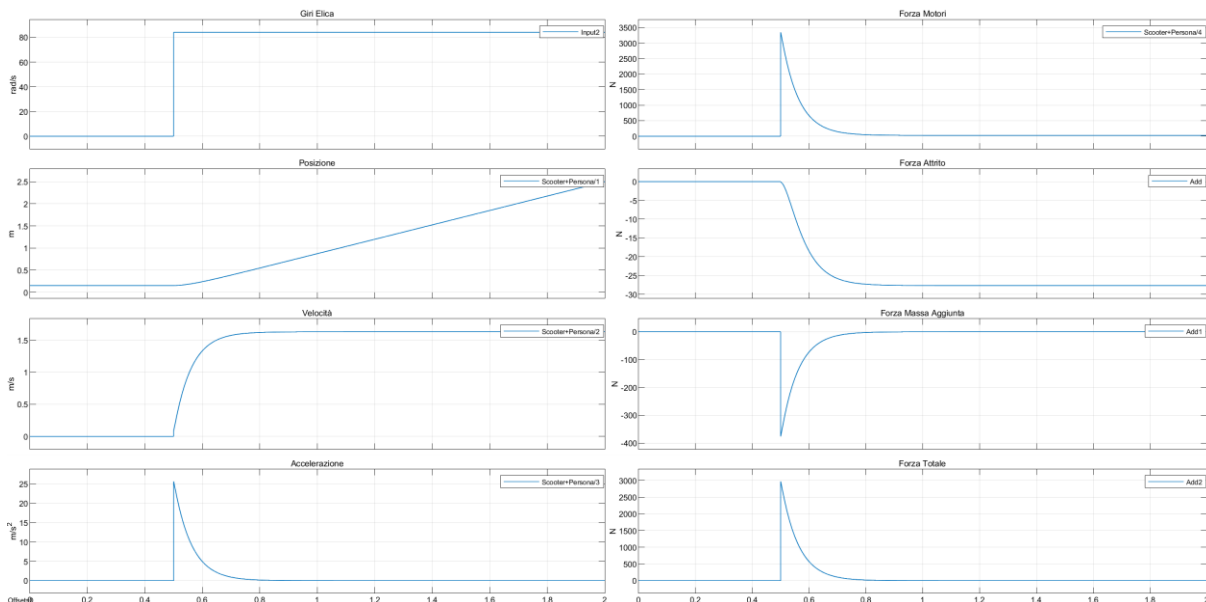 Giri Elica
80
60
40
20
0
rad/s
Input2
Posizione
2.5
2
1.5
1
0.5
0
m
Scooter+Persona/1
Velocità
1.5
1
0.5
0
m/s
Scooter+Persona/2
Accelerazione
25
20
15
10
5
0
m/s²
Scooter+Persona/3
0.2 0.4 0.6 0.8 1 1.2 1.4 1.6 1.8 2
Forza Motori
3500
3000
2500
2000
1500
1000
500
0
N
Scooter+Persona/4
Forza Attrito
0
-5
-10
-15
-20
-25
-30
N
Add
Forza Massa Aggiunta
0
-100
-200
-300
-400
N
Add1
Forza Totale
3000
2500
2000
1500
1000
500
0
N
Add2
0 0.2 0.4 0.6 0.8 1 1.2 1.4 1.6 1.8 2